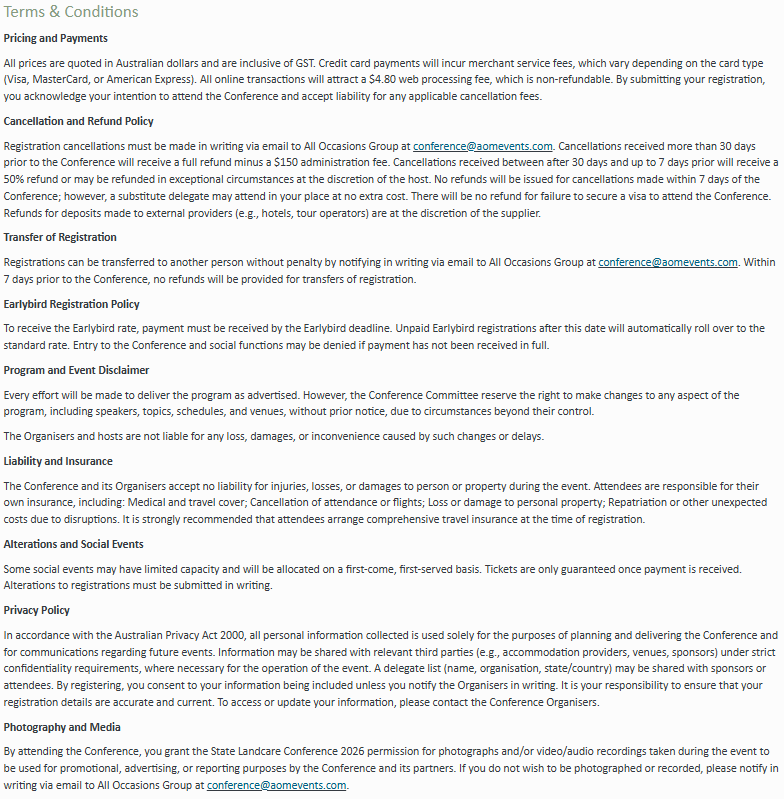 Terms & Conditions
Pricing and Payments
All prices are quoted in Australian dollars and are inclusive of GST. Credit card payments will incur merchant service fees, which vary depending on the card type
(Visa, MasterCard, or American Express). All online transactions will attract a $4.80 web processing fee, which is non-refundable. By submitting your registration,
you acknowledge your intention to attend the Conference and accept liability for any applicable cancellation fees.
Cancellation and Refund Policy
Registration cancellations must be made in writing via email to All Occasions Group at conference@aomevents.com. Cancellations received more than 30 days
prior to the Conference will receive a full refund minus a $150 administration fee. Cancellations received between after 30 days and up to 7 days prior will receive a
50% refund or may be refunded in exceptional circumstances at the discretion of the host. No refunds will be issued for cancellations made within 7 days of the
Conference; however, a substitute delegate may attend in your place at no extra cost. There will be no refund for failure to secure a visa to attend the Conference.
Refunds for deposits made to external providers (e.g., hotels, tour operators) are at the discretion of the supplier.
Transfer of Registration
Registrations can be transferred to another person without penalty by notifying in writing via email to All Occasions Group at conference@aomevents.com. Within
7 days prior to the Conference, no refunds will be provided for transfers of registration.
Earlybird Registration Policy
To receive the Earlybird rate, payment must be received by the Earlybird deadline. Unpaid Earlybird registrations after this date will automatically roll over to the
standard rate. Entry to the Conference and social functions may be denied if payment has not been received in full.
Program and Event Disclaimer
Every effort will be made to deliver the program as advertised. However, the Conference Committee reserve the right to make changes to any aspect of the
program, including speakers, topics, schedules, and venues, without prior notice, due to circumstances beyond their control.
The Organisers and hosts are not liable for any loss, damages, or inconvenience caused by such changes or delays.
Liability and Insurance
The Conference and its Organisers accept no liability for injuries, losses, or damages to person or property during the event. Attendees are responsible for their
own insurance, including: Medical and travel cover; Cancellation of attendance or flights; Loss or damage to personal property; Repatriation or other unexpected
costs due to disruptions. It is strongly recommended that attendees arrange comprehensive travel insurance at the time of registration.
Alterations and Social Events
Some social events may have limited capacity and will be allocated on a first-come, first-served basis. Tickets are only guaranteed once payment is received.
Alterations to registrations must be submitted in writing.
Privacy Policy
In accordance with the Australian Privacy Act 2000, all personal information collected is used solely for the purposes of planning and delivering the Conference and
for communications regarding future events. Information may be shared with relevant third parties (e.g., accommodation providers, venues, sponsors) under strict
confidentiality requirements, where necessary for the operation of the event. A delegate list (name, organisation, state/country) may be shared with sponsors or
attendees. By registering, you consent to your information being included unless you notify the Organisers in writing. It is your responsibility to ensure that your
registration details are accurate and current. To access or update your information, please contact the Conference Organisers.
Photography and Media
By attending the Conference, you grant the State Landcare Conference 2026 permission for photographs and/or video/audio recordings taken during the event to
be used for promotional, advertising, or reporting purposes by the Conference and its partners. If you do not wish to be photographed or recorded, please notify in
writing via email to All Occasions Group at conference@aomevents.com.